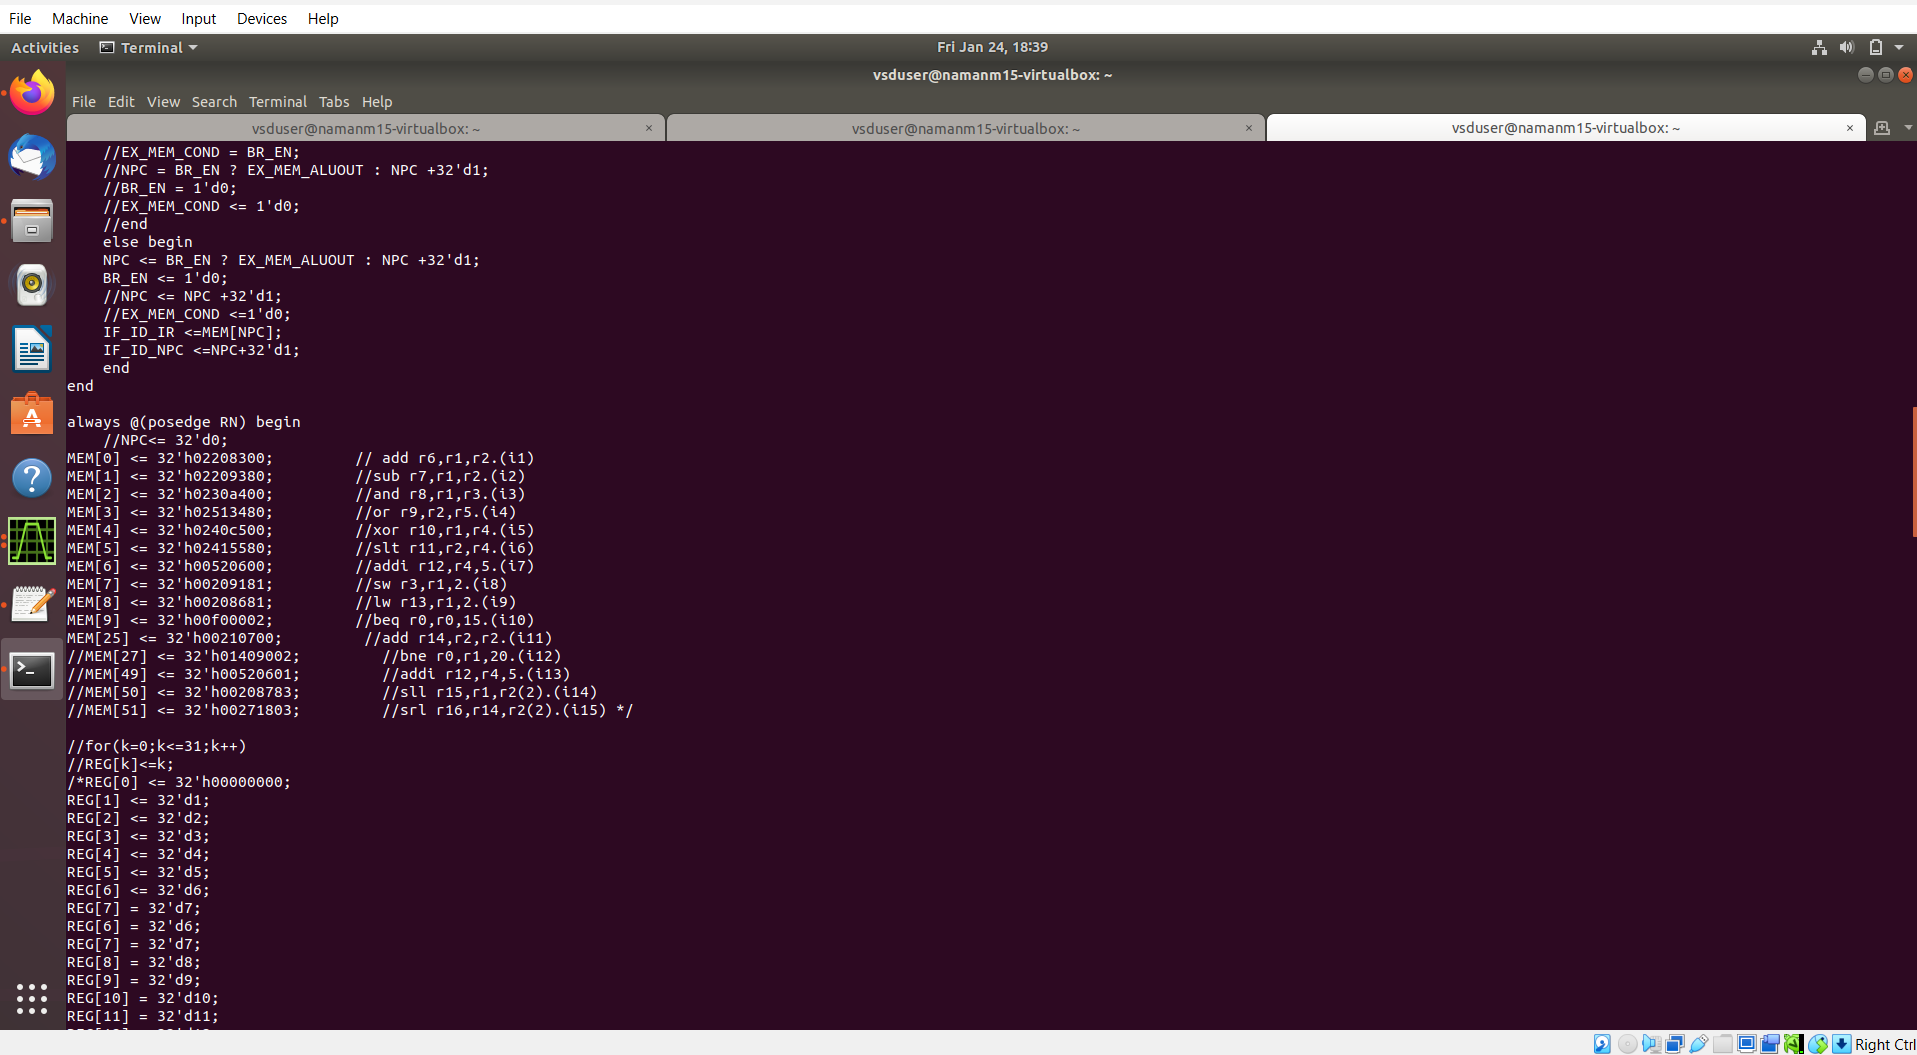 File Machine View Input Devices Help
Activities Terminal Fri Jan 24, 18:39
vsduser@namanm15-virtualbox: ~
File Edit View Search Terminal Tabs Help
vsduser@namanm15-virtualbox: ~ × vsduser@namanm15-virtualbox: ~ × vsduser@namanm15-virtualbox: ~ ×
//EX_MEM_COND = BR_EN;
//NPC = BR_EN ? EX_MEM_ALUOUT : NPC +32'd1;
//BR_EN = 1'd0;
//EX_MEM_COND <= 1'd0;
//end
else begin
NPC <= BR_EN ? EX_MEM_ALUOUT : NPC +32'd1;
BR_EN <= 1'd0;
//NPC <= NPC +32'd1;
//EX_MEM_COND <=1'd0;
IF_ID_IR <=MEM[NPC];
IF_ID_NPC <=NPC+32'd1;
end
end
always @(posedge RN) begin
//NPC<= 32'd0;
MEM[0] <= 32'h02208300; // add r6,r1,r2.(i1)
MEM[1] <= 32'h02209380; //sub r7,r1,r2.(i2)
MEM[2] <= 32'h0230a400; //and r8,r1,r3.(i3)
MEM[3] <= 32'h02513480; //or r9,r2,r5.(i4)
MEM[4] <= 32'h0240c500; //xor r10,r1,r4.(i5)
MEM[5] <= 32'h02415580; //slt r11,r2,r4.(i6)
MEM[6] <= 32'h00520600; //addi r12,r4,5.(i7)
MEM[7] <= 32'h00209181; //sw r3,r1,2.(i8)
MEM[8] <= 32'h00208681; //lw r13,r1,2.(i9)
MEM[9] <= 32'h00f00002; //beq r0,r0,15.(i10)
MEM[25] <= 32'h00210700; //add r14,r2,r2.(i11)
//MEM[27] <= 32'h01409002; //bne r0,r1,20.(i12)
//MEM[49] <= 32'h00520601; //addi r12,r4,5.(i13)
//MEM[50] <= 32'h00208783; //sll r15,r1,r2(2).(i14)
//MEM[51] <= 32'h00271803; //srl r16,r14,r2(2).(i15) */
//for(k=0;k<=31;k++)
//REG[k]<=k;
/*REG[0] <= 32'h00000000;
REG[1] <= 32'd1;
REG[2] <= 32'd2;
REG[3] <= 32'd3;
REG[4] <= 32'd4;
REG[5] <= 32'd5;
REG[6] <= 32'd6;
REG[7] = 32'd7;
REG[6] = 32'd6;
REG[7] = 32'd7;
REG[8] = 32'd8;
REG[9] = 32'd9;
REG[10] = 32'd10;
REG[11] = 32'd11;
Right Ctrl